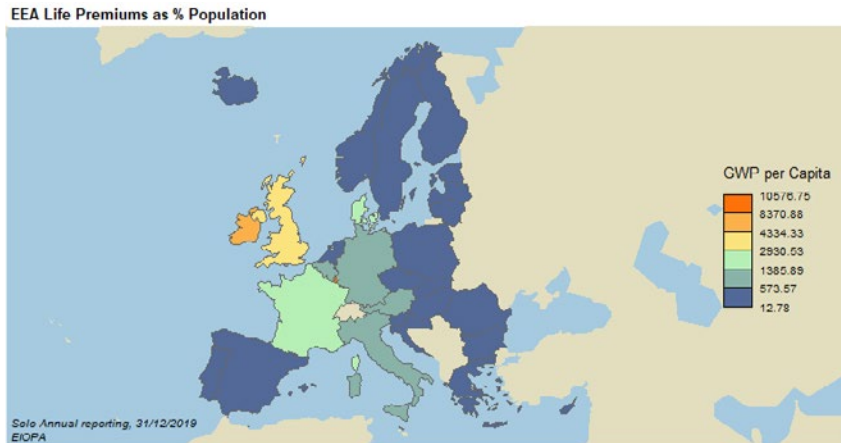 EEA Life Premiums as % Population
GWP per Capita
10576.75
8370.88
4334.33
2930.53
1385.89
573.57
12.78
Solo Annual reporting, 31/12/2019
EIOPA